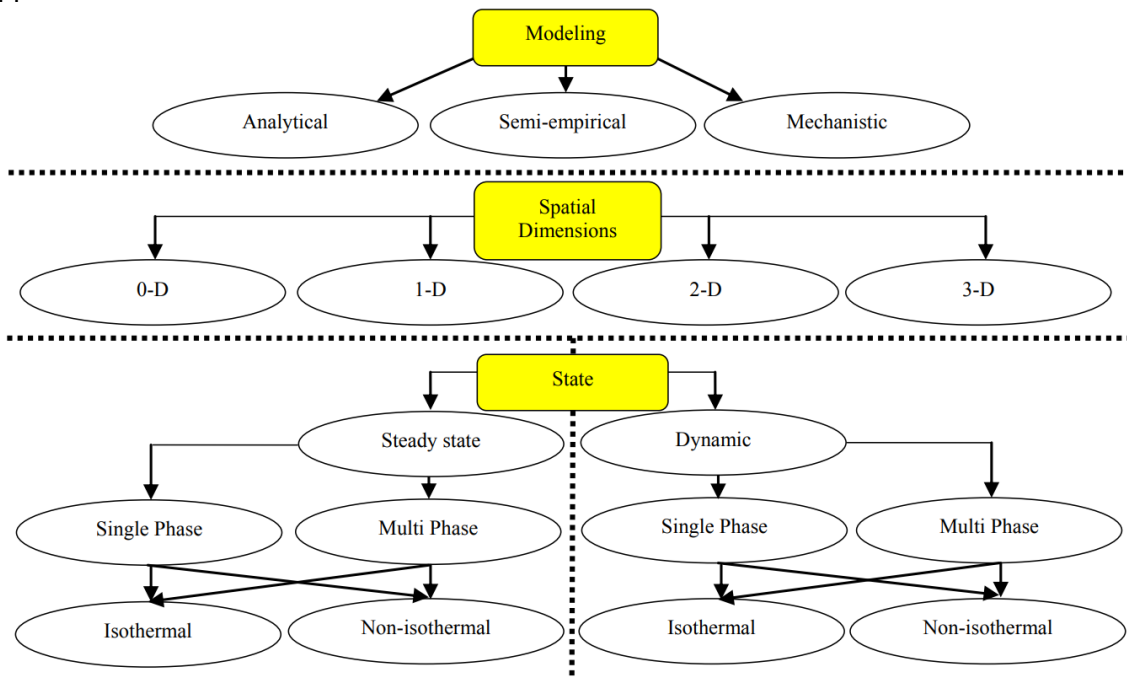 Modeling
Analytical
Semi-empirical
Mechanistic
Spatial
Dimensions
0-D
1-D
2-D
3-D
State
Steady state
Dynamic
Single Phase
Multi Phase
Single Phase
Multi Phase
Isothermal
Non-isothermal
Isothermal
Non-isothermal